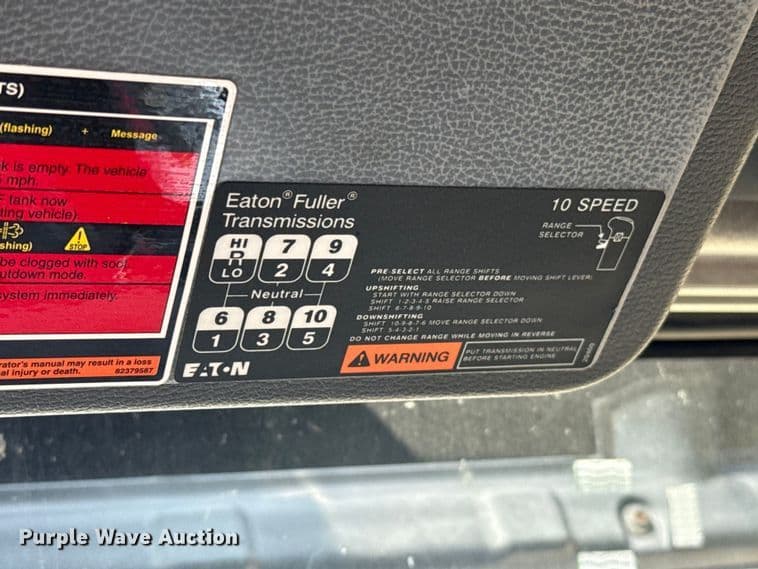 TS)
(flashing) + Message
k is empty. The vehicle
mph.
F tank now
ting vehicle)
shing)
STOP
be clogged with soot
utdown mode.
system immediately.
rator's manual may result in a loss
al injury or death. 82379587
Eaton® Fuller®
Transmissions
10 SPEED
RANGE
SELECTOR
HI
R
LO
7
2
9
4
Neutral
6
1
8
3
10
5
PRE-SELECT ALL RANGE SHIFTS
(MOVE RANGE SELECTOR BEFORE MOVING SHIFT LEVER)
UPSHIFTING
START WITH RANGE SELECTOR DOWN
SHIFT 1-2-3-4-5 RAISE RANGE SELECTOR
SHIFT 6-7-8-9-10
DOWNSHIFTING
SHIFT 10-9-8-7-6 MOVE RANGE SELECTOR DOWN
SHIFT 5-4-3-2-1
DO NOT CHANGE RANGE WHILE MOVING IN REVERSE
WARNING
PUT TRANSMISSION IN NEUTRAL
BEFORE STARTING ENGINE
EATON
Purple Wave Auction